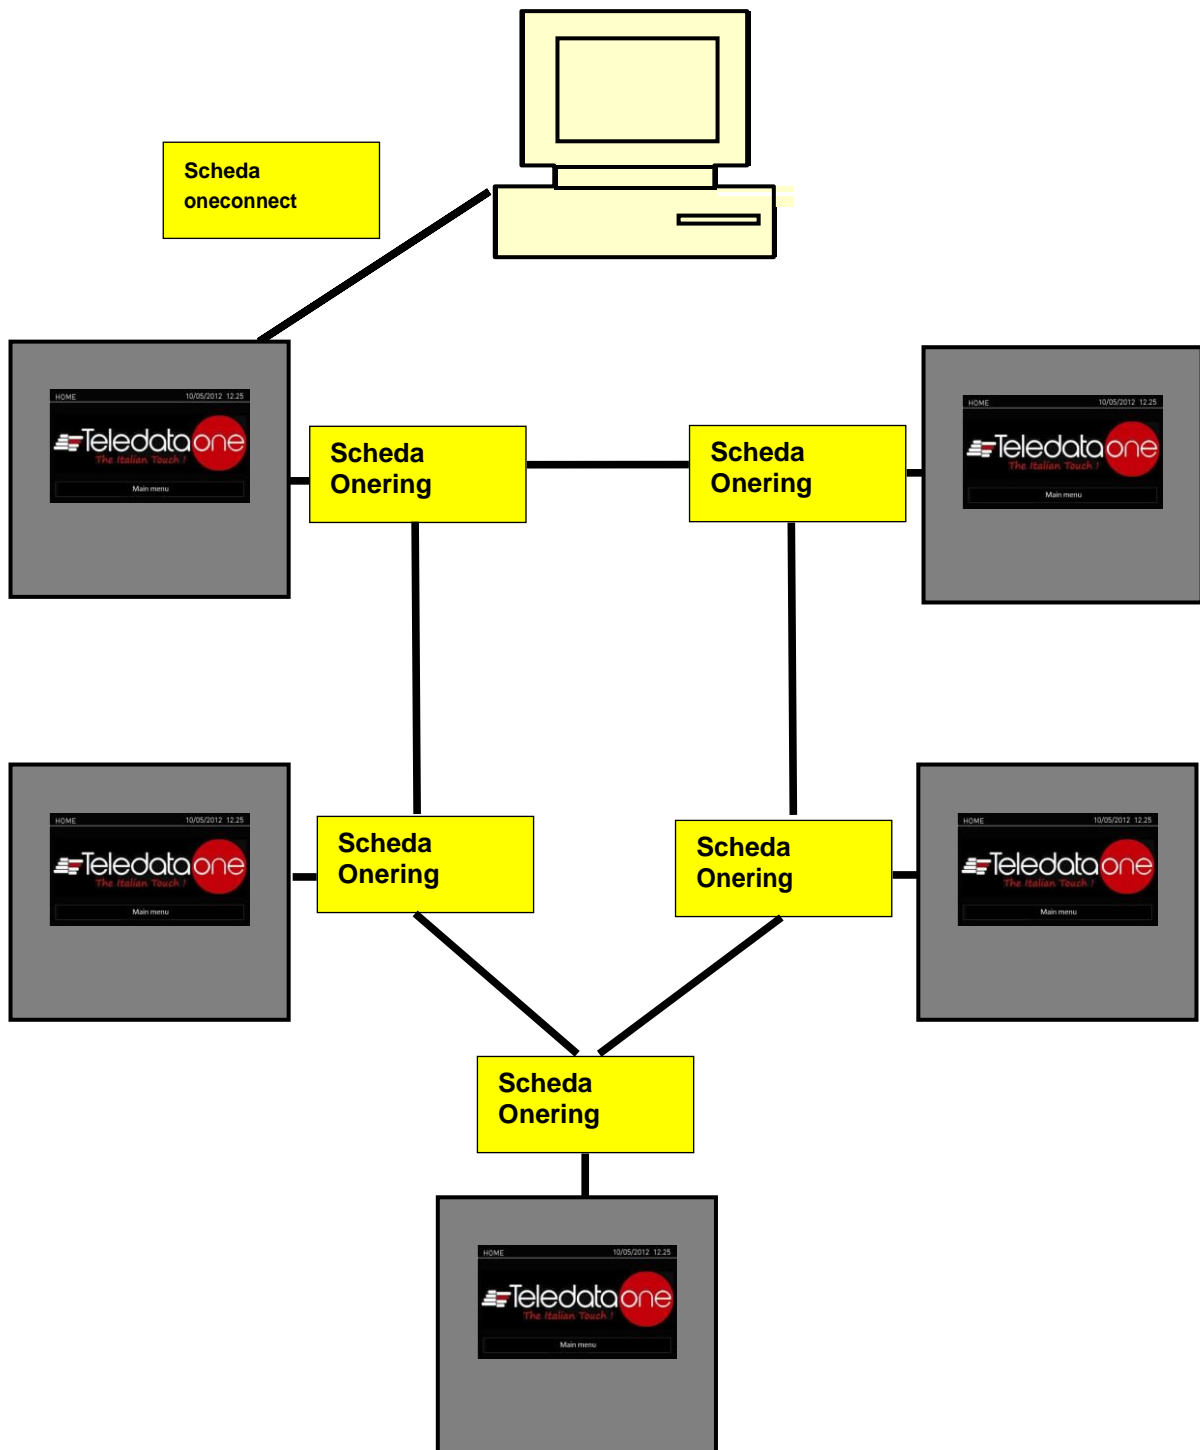 Scheda
oneconnect
HOME 10/05/2012 12.25
Teledata one
The Italian Touch !
Main menu
Scheda
Onering
Scheda
Onering
HOME 10/05/2012 12.25
Teledata one
The Italian Touch !
Main menu
HOME 10/05/2012 12.25
Teledata one
The Italian Touch !
Main menu
Scheda
Onering
Scheda
Onering
HOME 10/05/2012 12.25
Teledata one
The Italian Touch !
Main menu
Scheda
Onering
HOME 10/05/2012 12.25
Teledata one
The Italian Touch !
Main menu